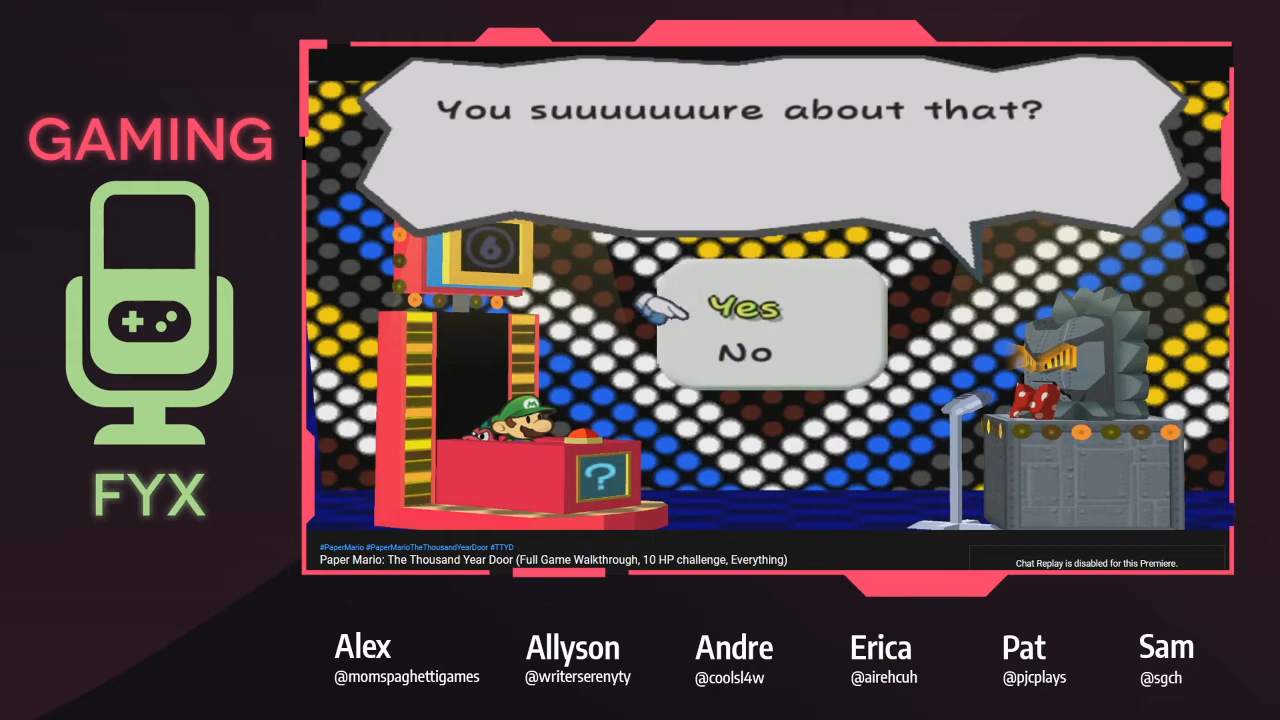 GAMING
FYX
You suuuuuuure about that?
6
Yes
No
M
?
#PaperMario #PaperMarioTheThousandYearDoor #TTYD
Paper Mario: The Thousand Year Door (Full Game Walkthrough, 10 HP challenge, Everything)
Chat Replay is disabled for this Premiere.
Alex
@momspaghettigames
Allyson
@writerserenyty
Andre
@coolsl4w
Erica
@airehcuh
Pat
@pjcplays
Sam
@sgch